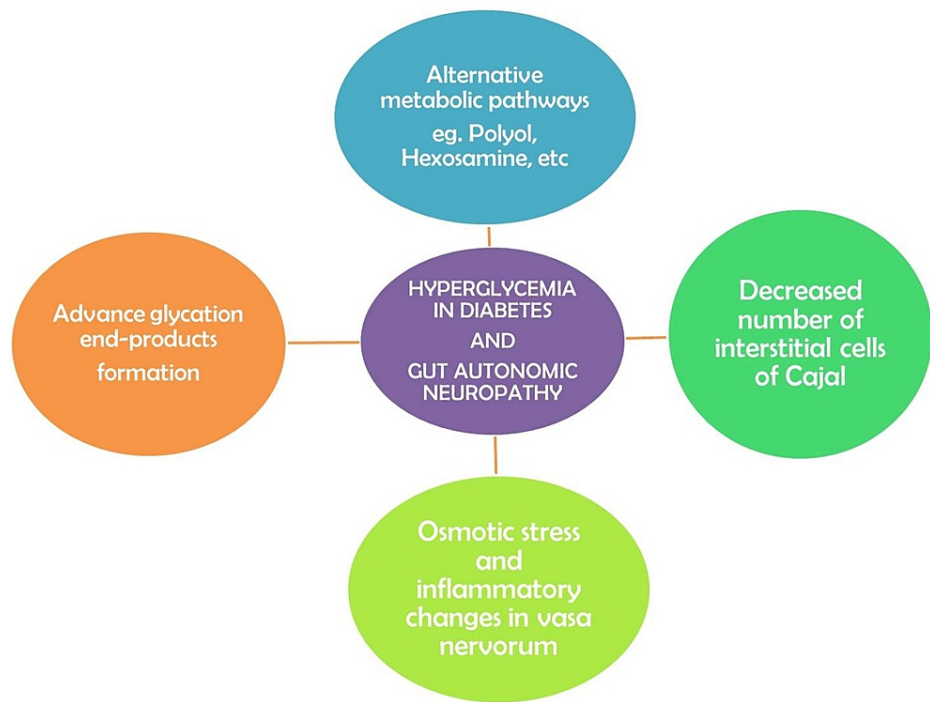 Alternative
metabolic pathways
eg. Polyol,
Hexosamine, etc
Advance glycation
end-products
formation
HYPERGLYCEMIA
IN DIABETES
AND
GUT AUTONOMIC
NEUROPATHY
Decreased
number of
interstitial cells
of Cajal
Osmotic stress
and
inflammatory
changes in vasa
nervorum